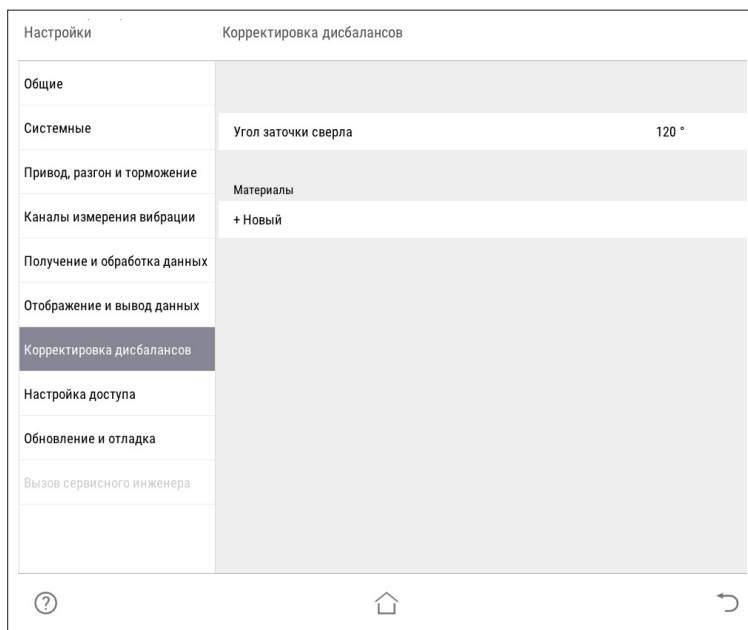 Настройки
Корректировка дисбалансов
Общие
Системные
Привод, разгон и торможение
Каналы измерения вибрации
Получение и обработка данных
Отображение и вывод данных
Корректировка дисбалансов
Настройка доступа
Обновление и отладка
Вызов сервисного инженера
Угол заточки сверла 120 °
Материалы
+ Новый
?